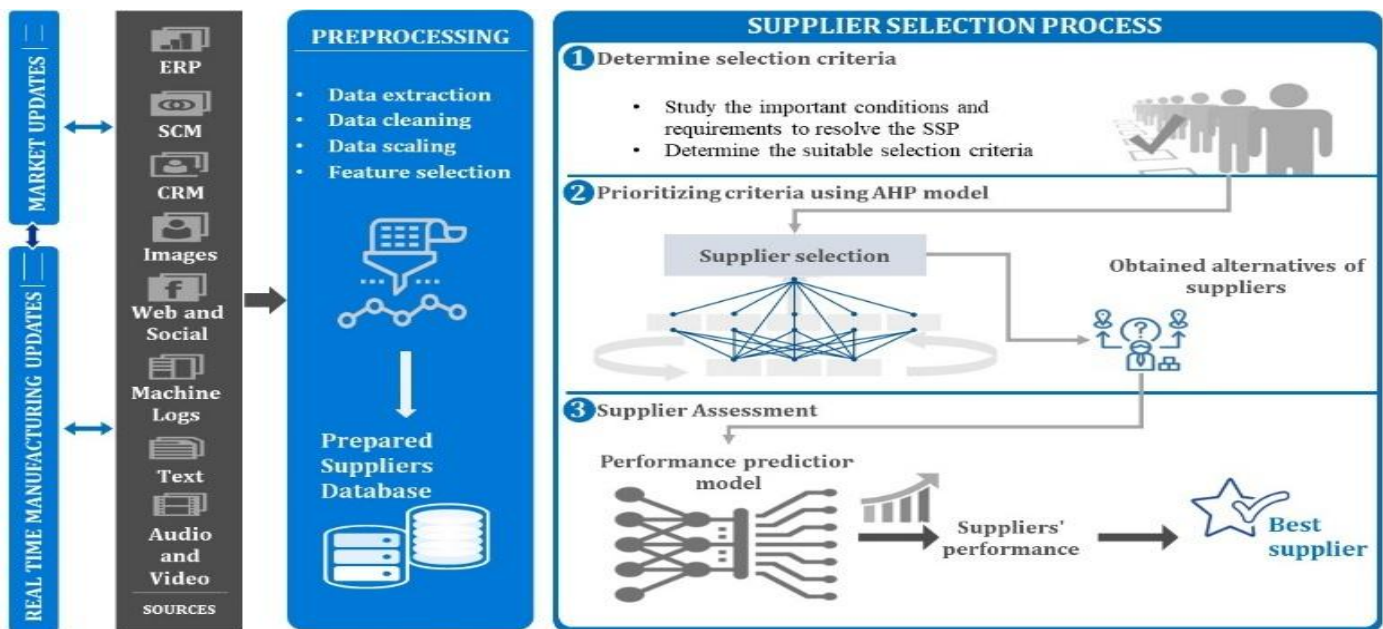 MARKET UPDATES
REAL TIME MANUFACTURING UPDATES
ERP
SCM
CRM
Images
Web and
Social
Machine
Logs
Text
Audio
and
Video
SOURCES
PREPROCESSING
• Data extraction
• Data cleaning
• Data scaling
• Feature selection
Prepared
Suppliers
Database
SUPPLIER SELECTION PROCESS
1 Determine selection criteria
• Study the important conditions and
requirements to resolve the SSP
• Determine the suitable selection criteria
2 Prioritizing criteria using AHP model
Supplier selection
Obtained alternatives of
suppliers
?
3 Supplier Assessment
Performance predictior
model
Suppliers'
performance
Best
supplier